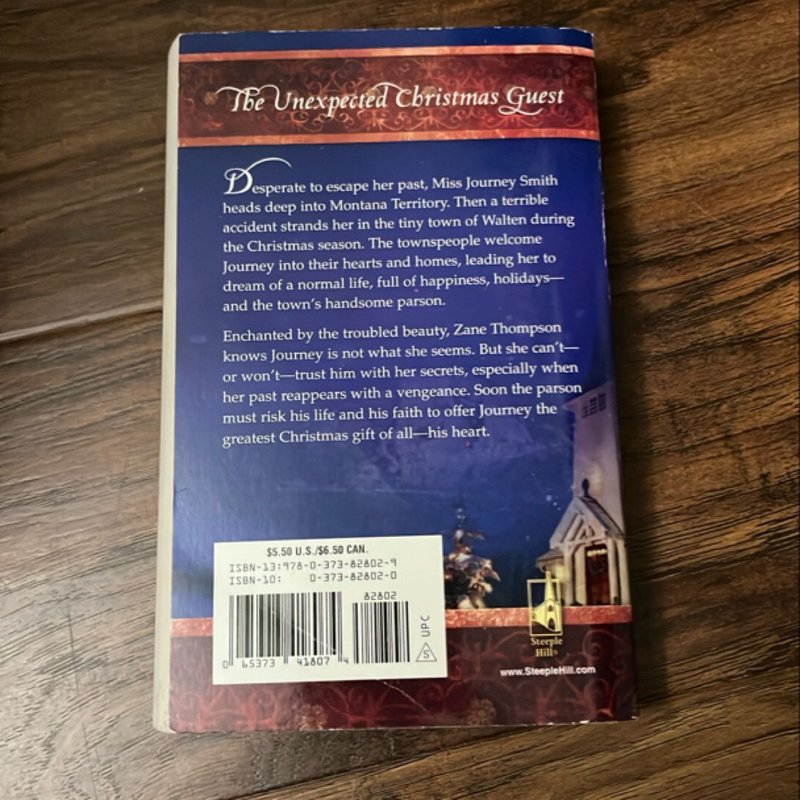 The Unexpected Christmas Guest
Desperate to escape her past, Miss Journey Smith
heads deep into Montana Territory. Then a terrible
accident strands her in the tiny town of Walten during
the Christmas season. The townspeople welcome
Journey into their hearts and homes, leading her to
dream of a normal life, full of happiness, holidays—
and the town's handsome parson.
Enchanted by the troubled beauty, Zane Thompson
knows Journey is not what she seems. But she can't—
or won't—trust him with her secrets, especially when
her past reappears with a vengeance. Soon the parson
must risk his life and his faith to offer Journey the
greatest Christmas gift of all—his heart.
$5.50 U.S./$6.50 CAN.
ISBN-13:978-0-373-82802-9
ISBN-10: 0-373-82802-0
82802
0 65373 41807 4
S UPC
Steeple
Hill®
www.SteepleHill.com